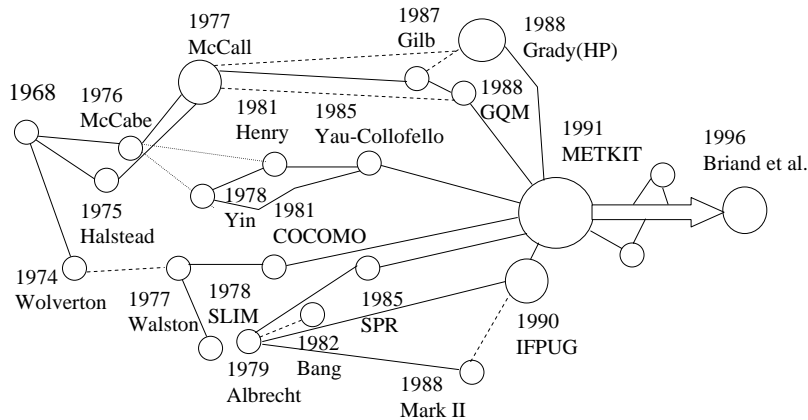 1968
1976
McCabe
1977
McCall
1987
Gilb
1988
Grady(HP)
1988
GQM
1981
Henry
1985
Yau-Collofello
1991
METKIT
1996
Briand et al.
1975
Halstead
1978
Yin
1981
COCOMO
1974
Wolverton
1977
Walston
1978
SLIM
1979
Albrecht
1982
Bang
1985
SPR
1988
Mark II
1990
IFPUG